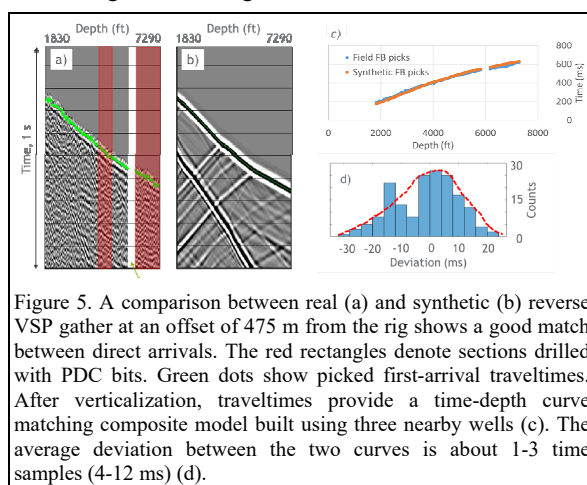 Depth (ft)
1830 7290
a)
Time, 1 s
Depth (ft)
1830 7290
b)
c)
Field FB picks
Synthetic FB picks
800
600
400
200
0
Time (ms)
0 2000 4000 6000 8000
Depth (ft)
d)
30
15
0
Counts
-30 -20 -10 0 10 20
Deviation (ms)
Figure 5. A comparison between real (a) and synthetic (b) reverse
VSP gather at an offset of 475 m from the rig shows a good match
between direct arrivals. The red rectangles denote sections drilled
with PDC bits. Green dots show picked first-arrival traveltimes.
After verticalization, traveltimes provide a time-depth curve
matching composite model built using three nearby wells (c). The
average deviation between the two curves is about 1-3 time
samples (4-12 ms) (d).